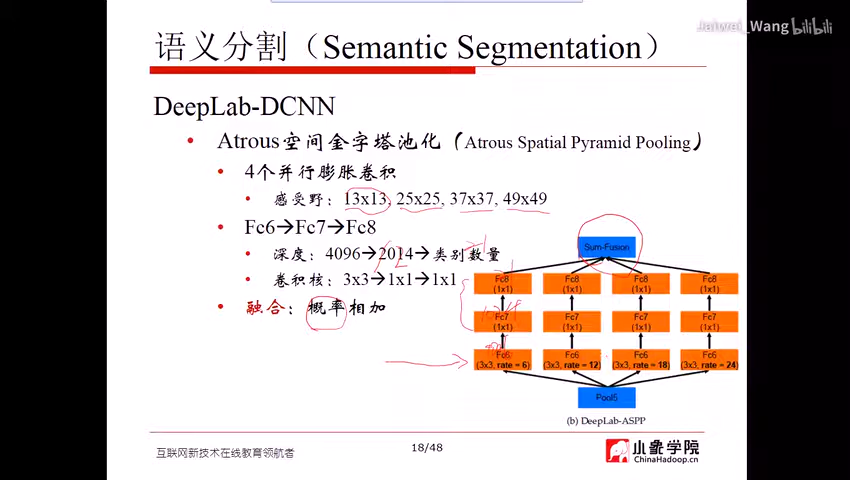 Jaiwei_Wang bilibili
语义分割（Semantic Segmentation）
DeepLab-DCNN
• Atrous空间金字塔池化（Atrous Spatial Pyramid Pooling）
• 4个并行膨胀卷积
• 感受野：13x13, 25x25, 37x37, 49x49
• Fc6→Fc7→Fc8
• 深度：4096→2014→类别数量
• 卷积核：3x3→1x1→1x1
• 融合：概率相加
Sum-Fusion
Fc8 (1x1) Fc8 (1x1) Fc8 (1x1) Fc8 (1x1)
Fc7 (1x1) Fc7 (1x1) Fc7 (1x1) Fc7 (1x1)
Fc6 (3x3, rate = 6) Fc6 (3x3, rate = 12) Fc6 (3x3, rate = 18) Fc6 (3x3, rate = 24)
Pool5
(b) DeepLab-ASPP
互联网新技术在线教育领航者
18/48
小象学院
ChinaHadoop.cn